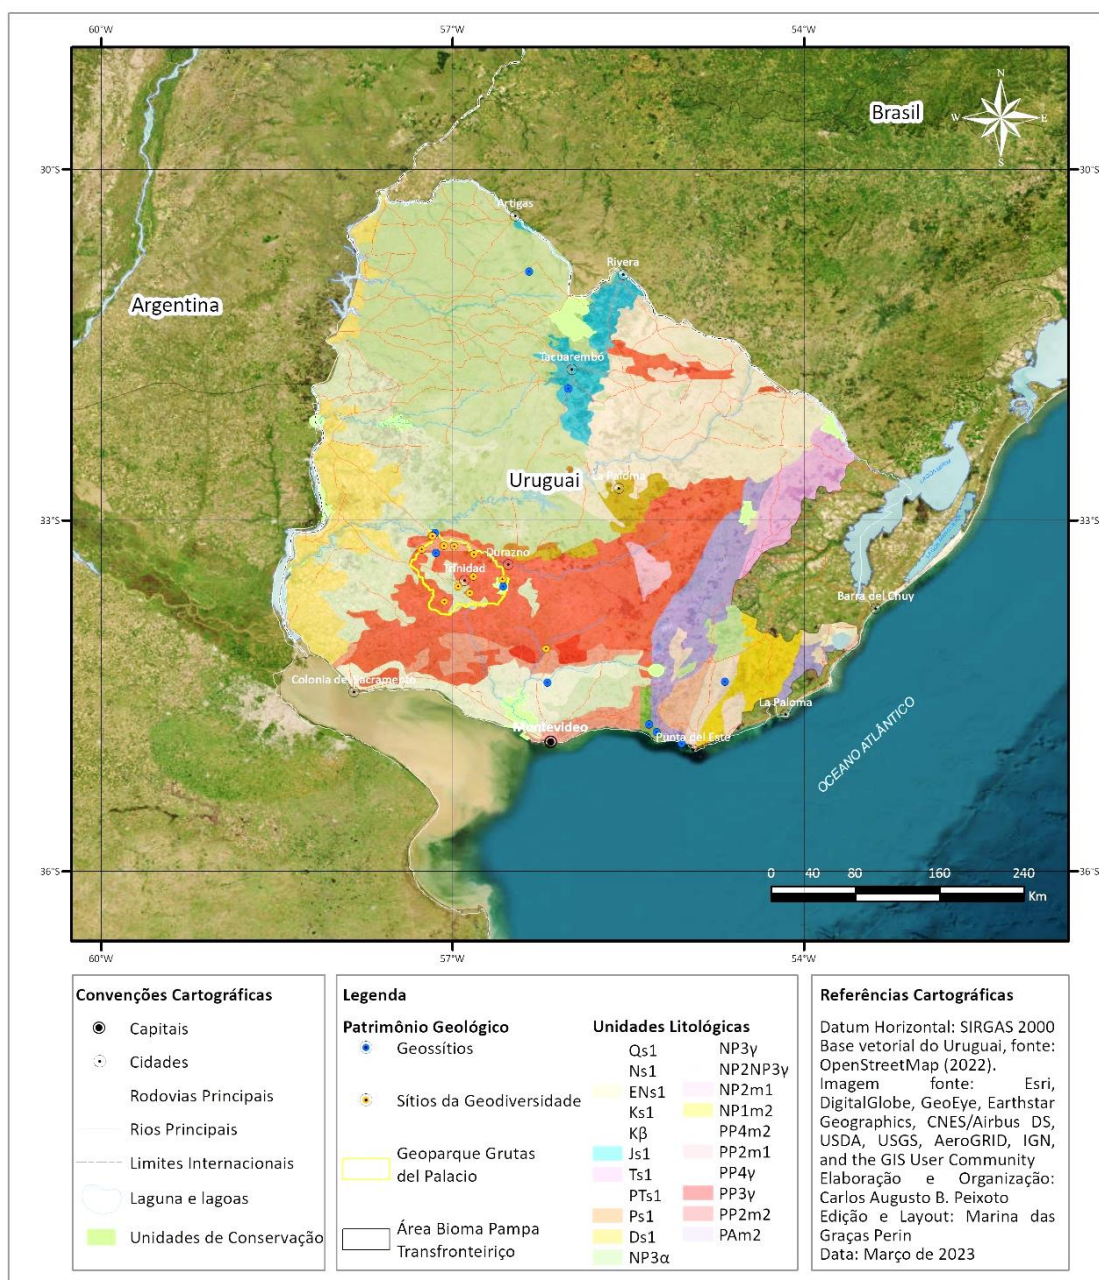 60°W
57°W
54°W
N
W
E
S
Brasil
30°S
30°S
Artigas
Rivera
Argentina
Tacuarembó
Uruguai
La Paloma
33°S
33°S
Durazno
Trinidad
Barra del Chuy
Colonia del Sacramento
La Paloma
Montevideo
Punta del Este
OCEANO ATLÂNTICO
36°S
36°S
0 40 80 160 240
Km
60°W
57°W
54°W
Convenções Cartográficas
Capitais
Cidades
Rodovias Principais
Rios Principais
Limites Internacionais
Laguna e lagoas
Unidades de Conservação
Legenda
Patrimônio Geológico
Geossítios
Sítios da Geodiversidade
Geoparque Grutas
del Palacio
Área Bioma Pampa
Transfronteiriço
Unidades Litológicas
Qs1
Ns1
ENs1
Ks1
Kβ
Js1
Ts1
PTs1
Ps1
Ds1
NP3α
NP3γ
NP2NP3γ
NP2m1
NP1m2
PP4m2
PP2m1
PP4γ
PP3γ
PP2m2
PAm2
Referências Cartográficas
Datum Horizontal: SIRGAS 2000
Base vetorial do Uruguai, fonte:
OpenStreetMap (2022).
Imagem fonte: Esri,
DigitalGlobe, GeoEye, Earthstar
Geographics, CNES/Airbus DS,
USDA, USGS, AeroGRID, IGN,
and the GIS User Community
Elaboração e Organização:
Carlos Augusto B. Peixoto
Edição e Layout: Marina das
Graças Perin
Data: Março de 2023